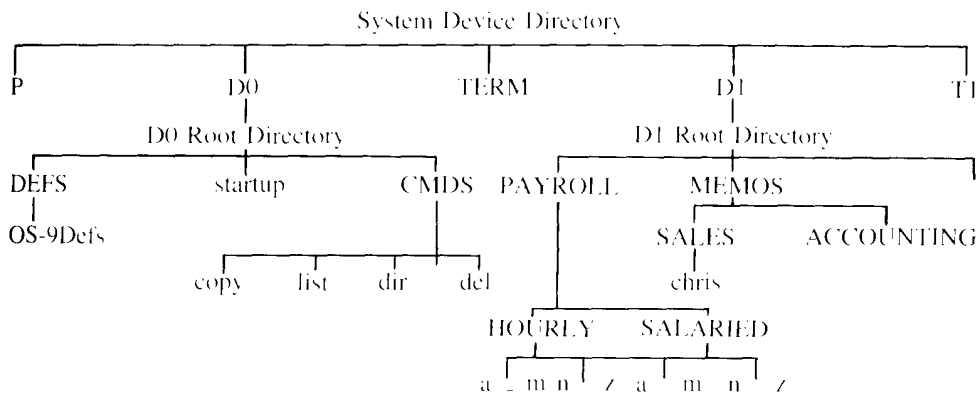 System Device Directory
P D0 TERM D1 T1
D0 Root Directory D1 Root Directory
DEFS startup CMDS PAYROLL MEMOS
OS-9Defs SALES ACCOUNTING
copy list dir del chris
HOURLY SALARIED
a m n z a m n z